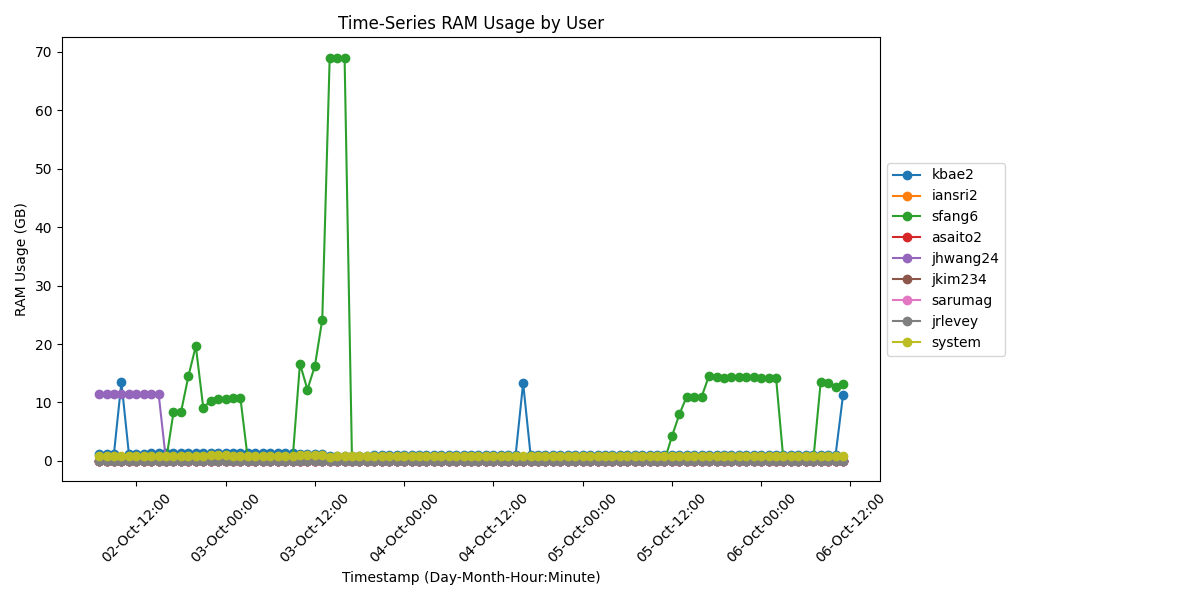 Time-Series RAM Usage by User
RAM Usage (GB)
70
60
50
40
30
20
10
0
02-Oct-12:00
03-Oct-00:00
03-Oct-12:00
04-Oct-00:00
04-Oct-12:00
05-Oct-00:00
05-Oct-12:00
06-Oct-00:00
06-Oct-12:00
Timestamp (Day-Month-Hour:Minute)
kbae2
iansri2
sfang6
asaito2
jhwang24
jkim234
sarumag
jrlevey
system